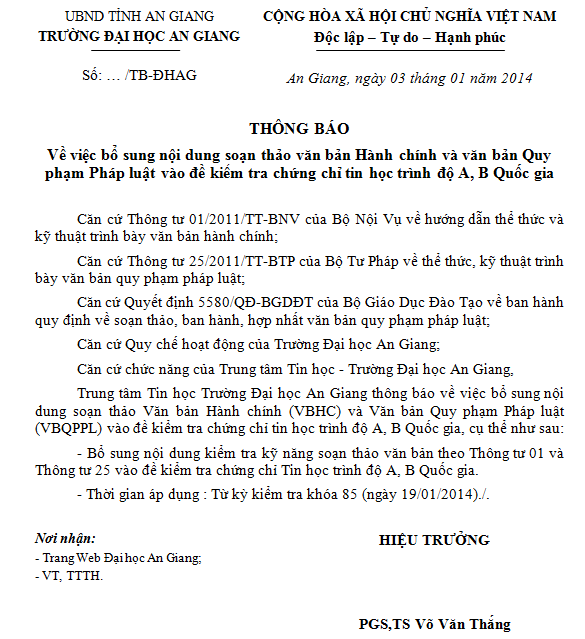 UBND TỈNH AN GIANG
TRƯỜNG ĐẠI HỌC AN GIANG
Số: … /TB-ĐHAG
CỘNG HÒA XÃ HỘI CHỦ NGHĨA VIỆT NAM
Độc lập – Tự do – Hạnh phúc
An Giang, ngày 03 tháng 01 năm 2014
THÔNG BÁO
Về việc bổ sung nội dung soạn thảo văn bản Hành chính và văn bản Quy
phạm Pháp luật vào đề kiểm tra chứng chỉ tin học trình độ A, B Quốc gia
Căn cứ Thông tư 01/2011/TT-BNV của Bộ Nội Vụ về hướng dẫn thể thức và
kỹ thuật trình bày văn bản hành chính;
Căn cứ Thông tư 25/2011/TT-BTP của Bộ Tư Pháp về thể thức, kỹ thuật trình
bày văn bản quy phạm pháp luật;
Căn cứ Quyết định 5580/QĐ-BGDĐT của Bộ Giáo Dục Đào Tạo về ban hành
quy định về soạn thảo, ban hành, hợp nhất văn bản quy phạm pháp luật;
Căn cứ Quy chế hoạt động của Trường Đại học An Giang;
Căn cứ chức năng của Trung tâm Tin học - Trường Đại học An Giang,
Trung tâm Tin học Trường Đại học An Giang thông báo về việc bổ sung nội
dung soạn thảo Văn bản Hành chính (VBHC) và Văn bản Quy phạm Pháp luật
(VBQPPL) vào đề kiểm tra chứng chỉ tin học trình độ A, B Quốc gia, cụ thể như sau:
- Bổ sung nội dung kiểm tra kỹ năng soạn thảo văn bản theo Thông tư 01 và
Thông tư 25 vào đề kiểm tra chứng chỉ Tin học trình độ A, B Quốc gia.
- Thời gian áp dụng : Từ kỳ kiểm tra khóa 85 (ngày 19/01/2014)./.
Nơi nhận:
- Trang Web Đại học An Giang;
- VT, TTTH.
HIỆU TRƯỞNG
PGS,TS Võ Văn Thắng